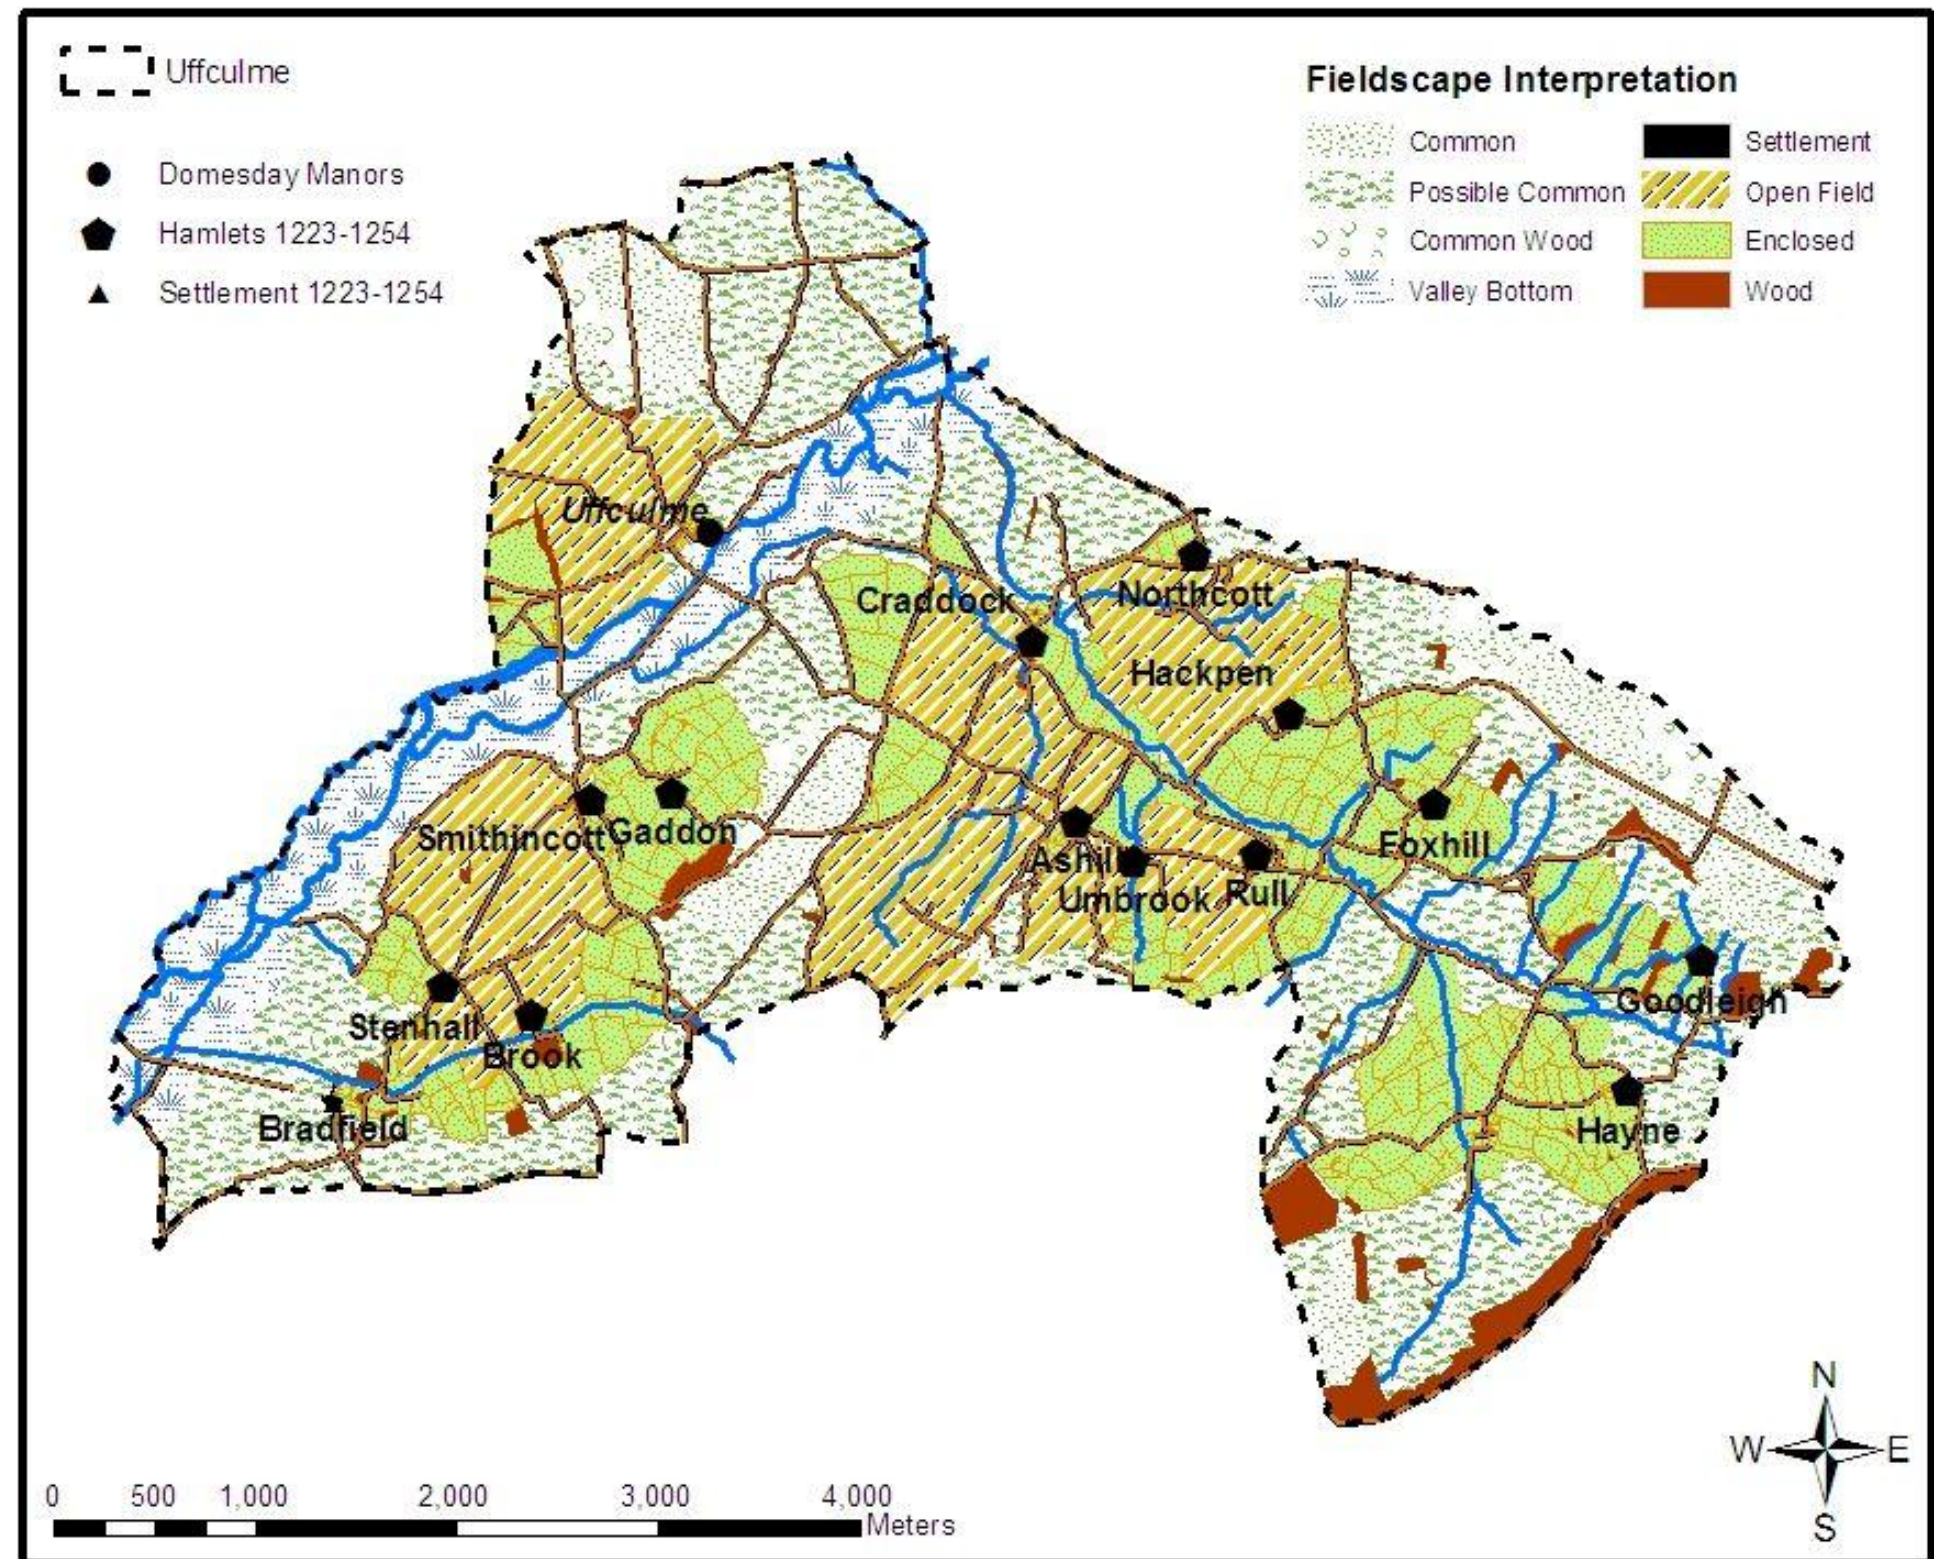 Uffculme
Domesday Manors
Hamlets 1223-1254
Settlement 1223-1254
Fieldscape Interpretation
Common
Possible Common
Common Wood
Valley Bottom
Settlement
Open Field
Enclosed
Wood
Uffculme
Craddock
Northcott
Hackpen
Smithincott
Gaddon
Ashill
Umbrook
Rull
Foxhill
Goodleigh
Stenhall
Brook
Bradfield
Hayne
N
W E
S
0 500 1,000 2,000 3,000 4,000
Meters